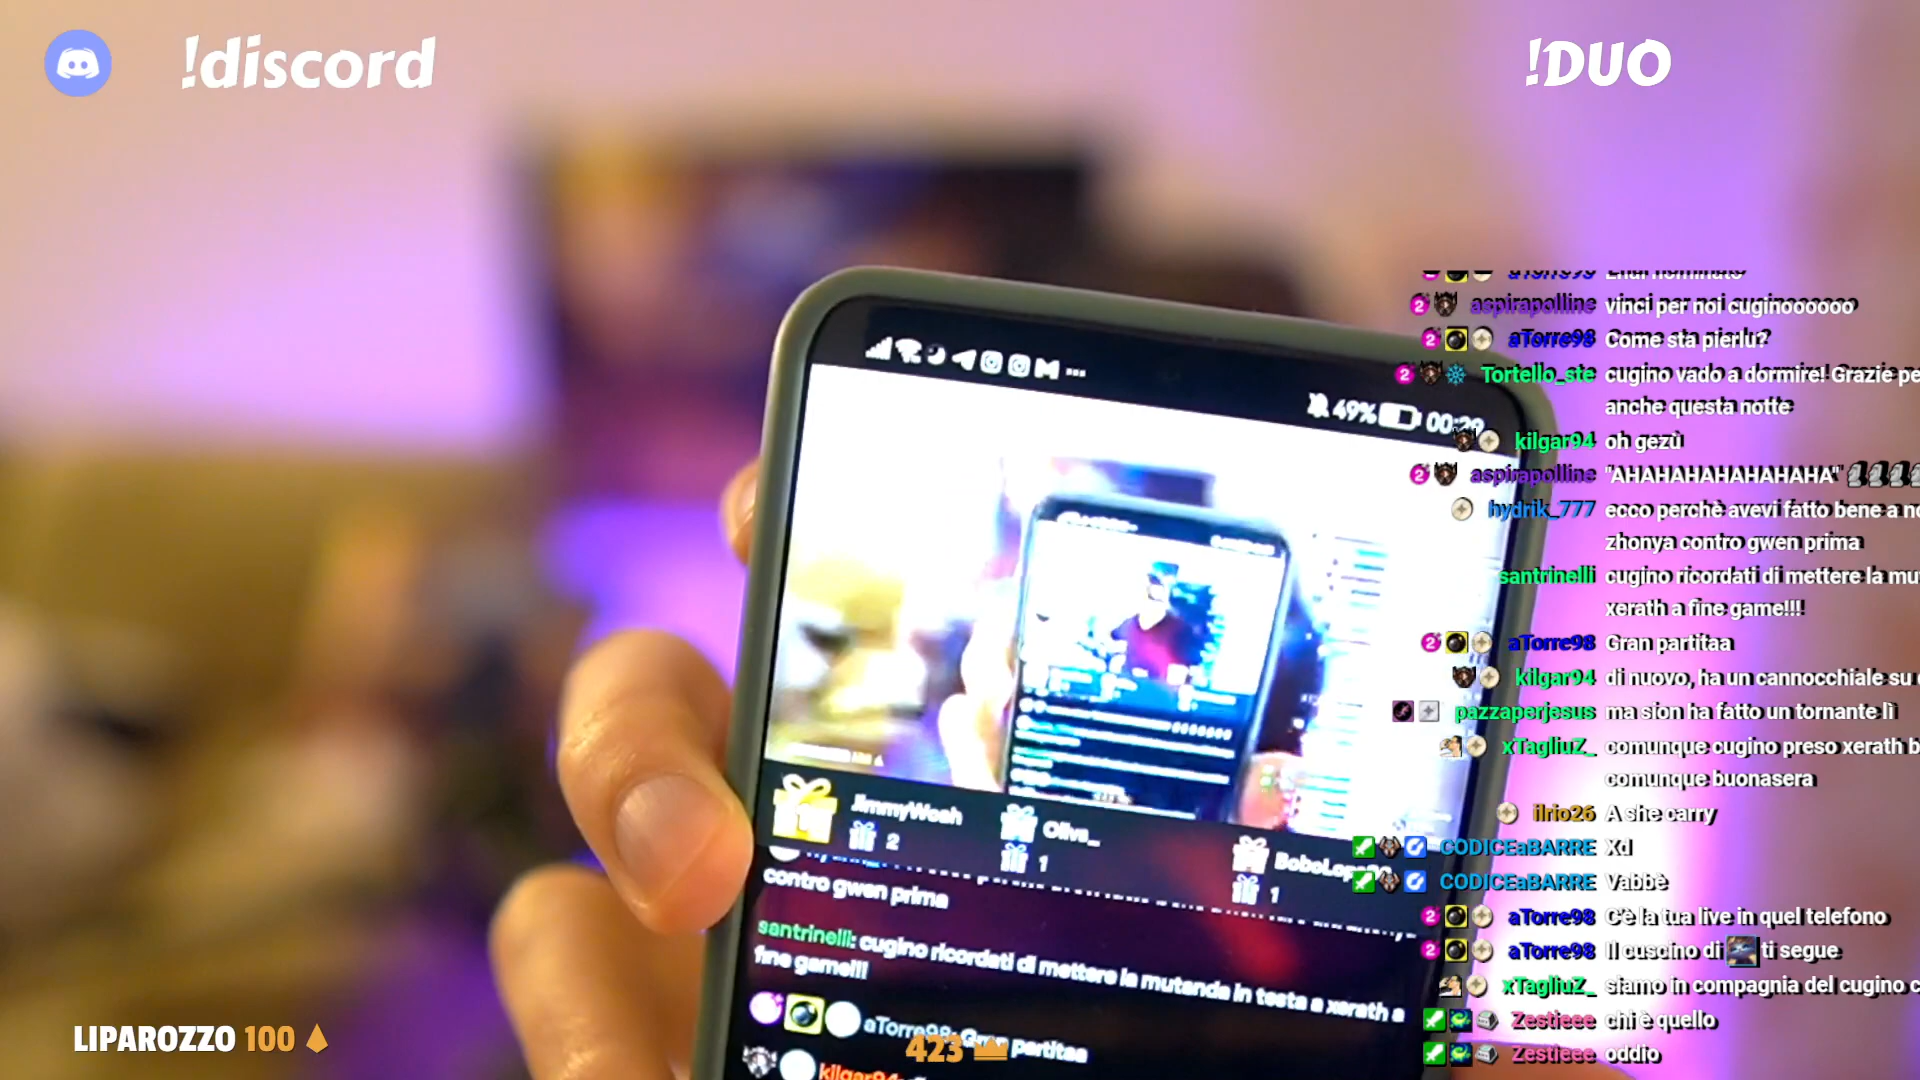 !discord
!DUO
49% 00:29
vinci per noi cuginoooooo
aspirapolline
aTorre98 Come sta pierlu?
Tortello_ste cugino vado a dormire! Grazie pe
anche questa notte
kilgar94 oh gezù
aspirapolline "AHAHAHAHAHAHAHA"
hydrik_777 ecco perchè avevi fatto bene a no
zhonya contro gwen prima
santrinelli cugino ricordati di mettere la mu
xerath a fine game!!!
aTorre98 Gran partitaa
kilgar94 di nuovo, ha un cannocchiale su
pazzaperjesus ma sion ha fatto un tornante lì
xTagliuZ_ comunque cugino preso xerath b
comunque buonasera
ilrio26 A she carry
CODICEaBARRE Xd
CODICEaBARRE Vabbè
aTorre98 C'è la tua live in quel telefono
aTorre98 Il cuscino di ti segue
xTagliuZ_ siamo in compagnia del cugino c
Zestieee chi è quello
Zestieee oddio
JimmyWoah
2
Oliva_
1
1
contro gwen prima
santrinelli: cugino ricordati di mettere la mutanda in testa a xerath a
fine game!!!
aTorre98: Gran partitaa
kilgar94:
LIPAROZZO 100
423